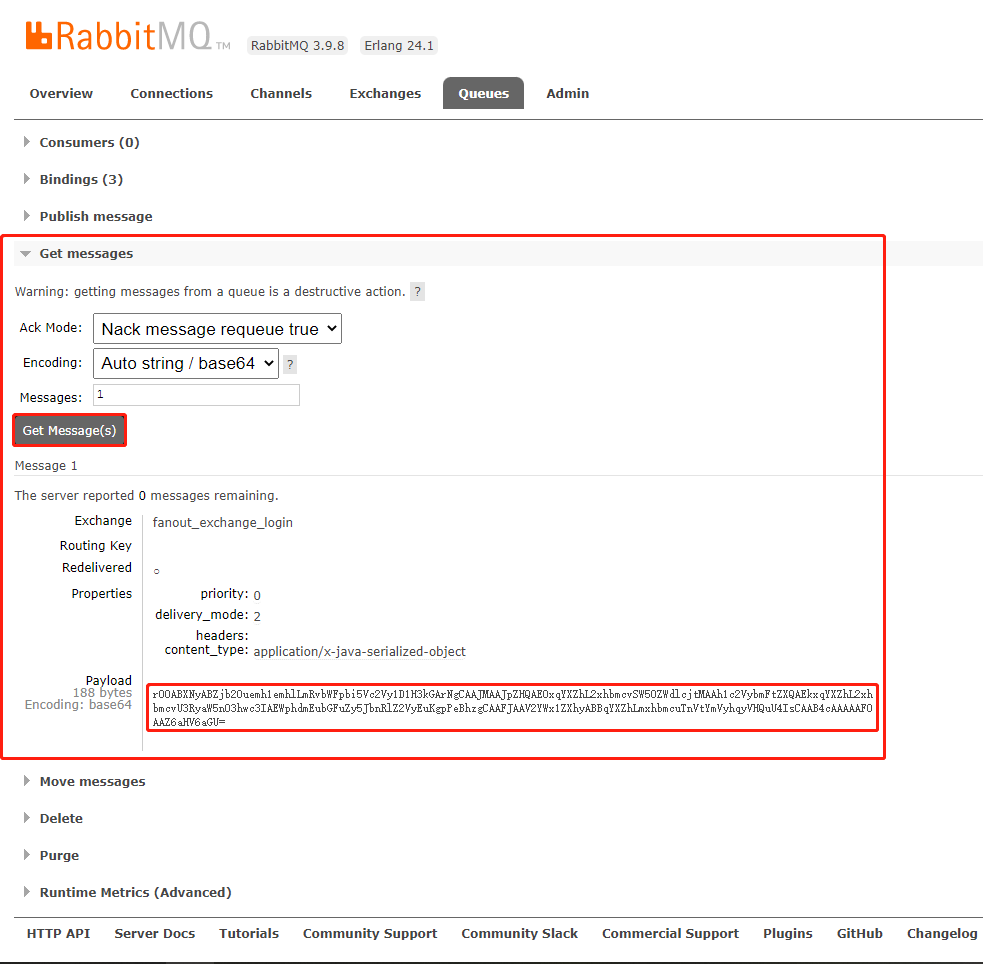 RabbitMQ TM RabbitMQ 3.9.8 Erlang 24.1
Overview Connections Channels Exchanges Queues Admin
Consumers (0)
Bindings (3)
Publish message
Get messages
Warning: getting messages from a queue is a destructive action. ?
Ack Mode: Nack message requeue true
Encoding: Auto string / base64 ?
Messages: 1
Get Message(s)
Message 1
The server reported 0 messages remaining.
Exchange fanout_exchange_login
Routing Key
Redelivered ○
Properties priority: 0
delivery_mode: 2
headers:
content_type: application/x-java-serialized-object
Payload
188 bytes
Encoding: base64
rO0ABXNyABZjb20uemh1emhlLmRvbWFpbi5Vc2Vy1D1H3kGArNgCAAJMAAJpZHQAE0xqYXZhL2xhbmcvSW50ZWdlcjtMAAh1c2VybmFtZXQAEkxqYXZhL2xh
bmcvU3RyaW5nO3hwc3IAEWphdmEubGFuZy5JbnRlZ2VyEuKgpPeBhzgCAAFJAAV2YWx1ZXhyABBqYXZhLmxhbmcuTnVtYmVyhqyVHQuU4IsCAAB4cAAAAAF0
AAZ6aHV6aGU=
Move messages
Delete
Purge
Runtime Metrics (Advanced)
HTTP API Server Docs Tutorials Community Support Community Slack Commercial Support Plugins GitHub Changelog